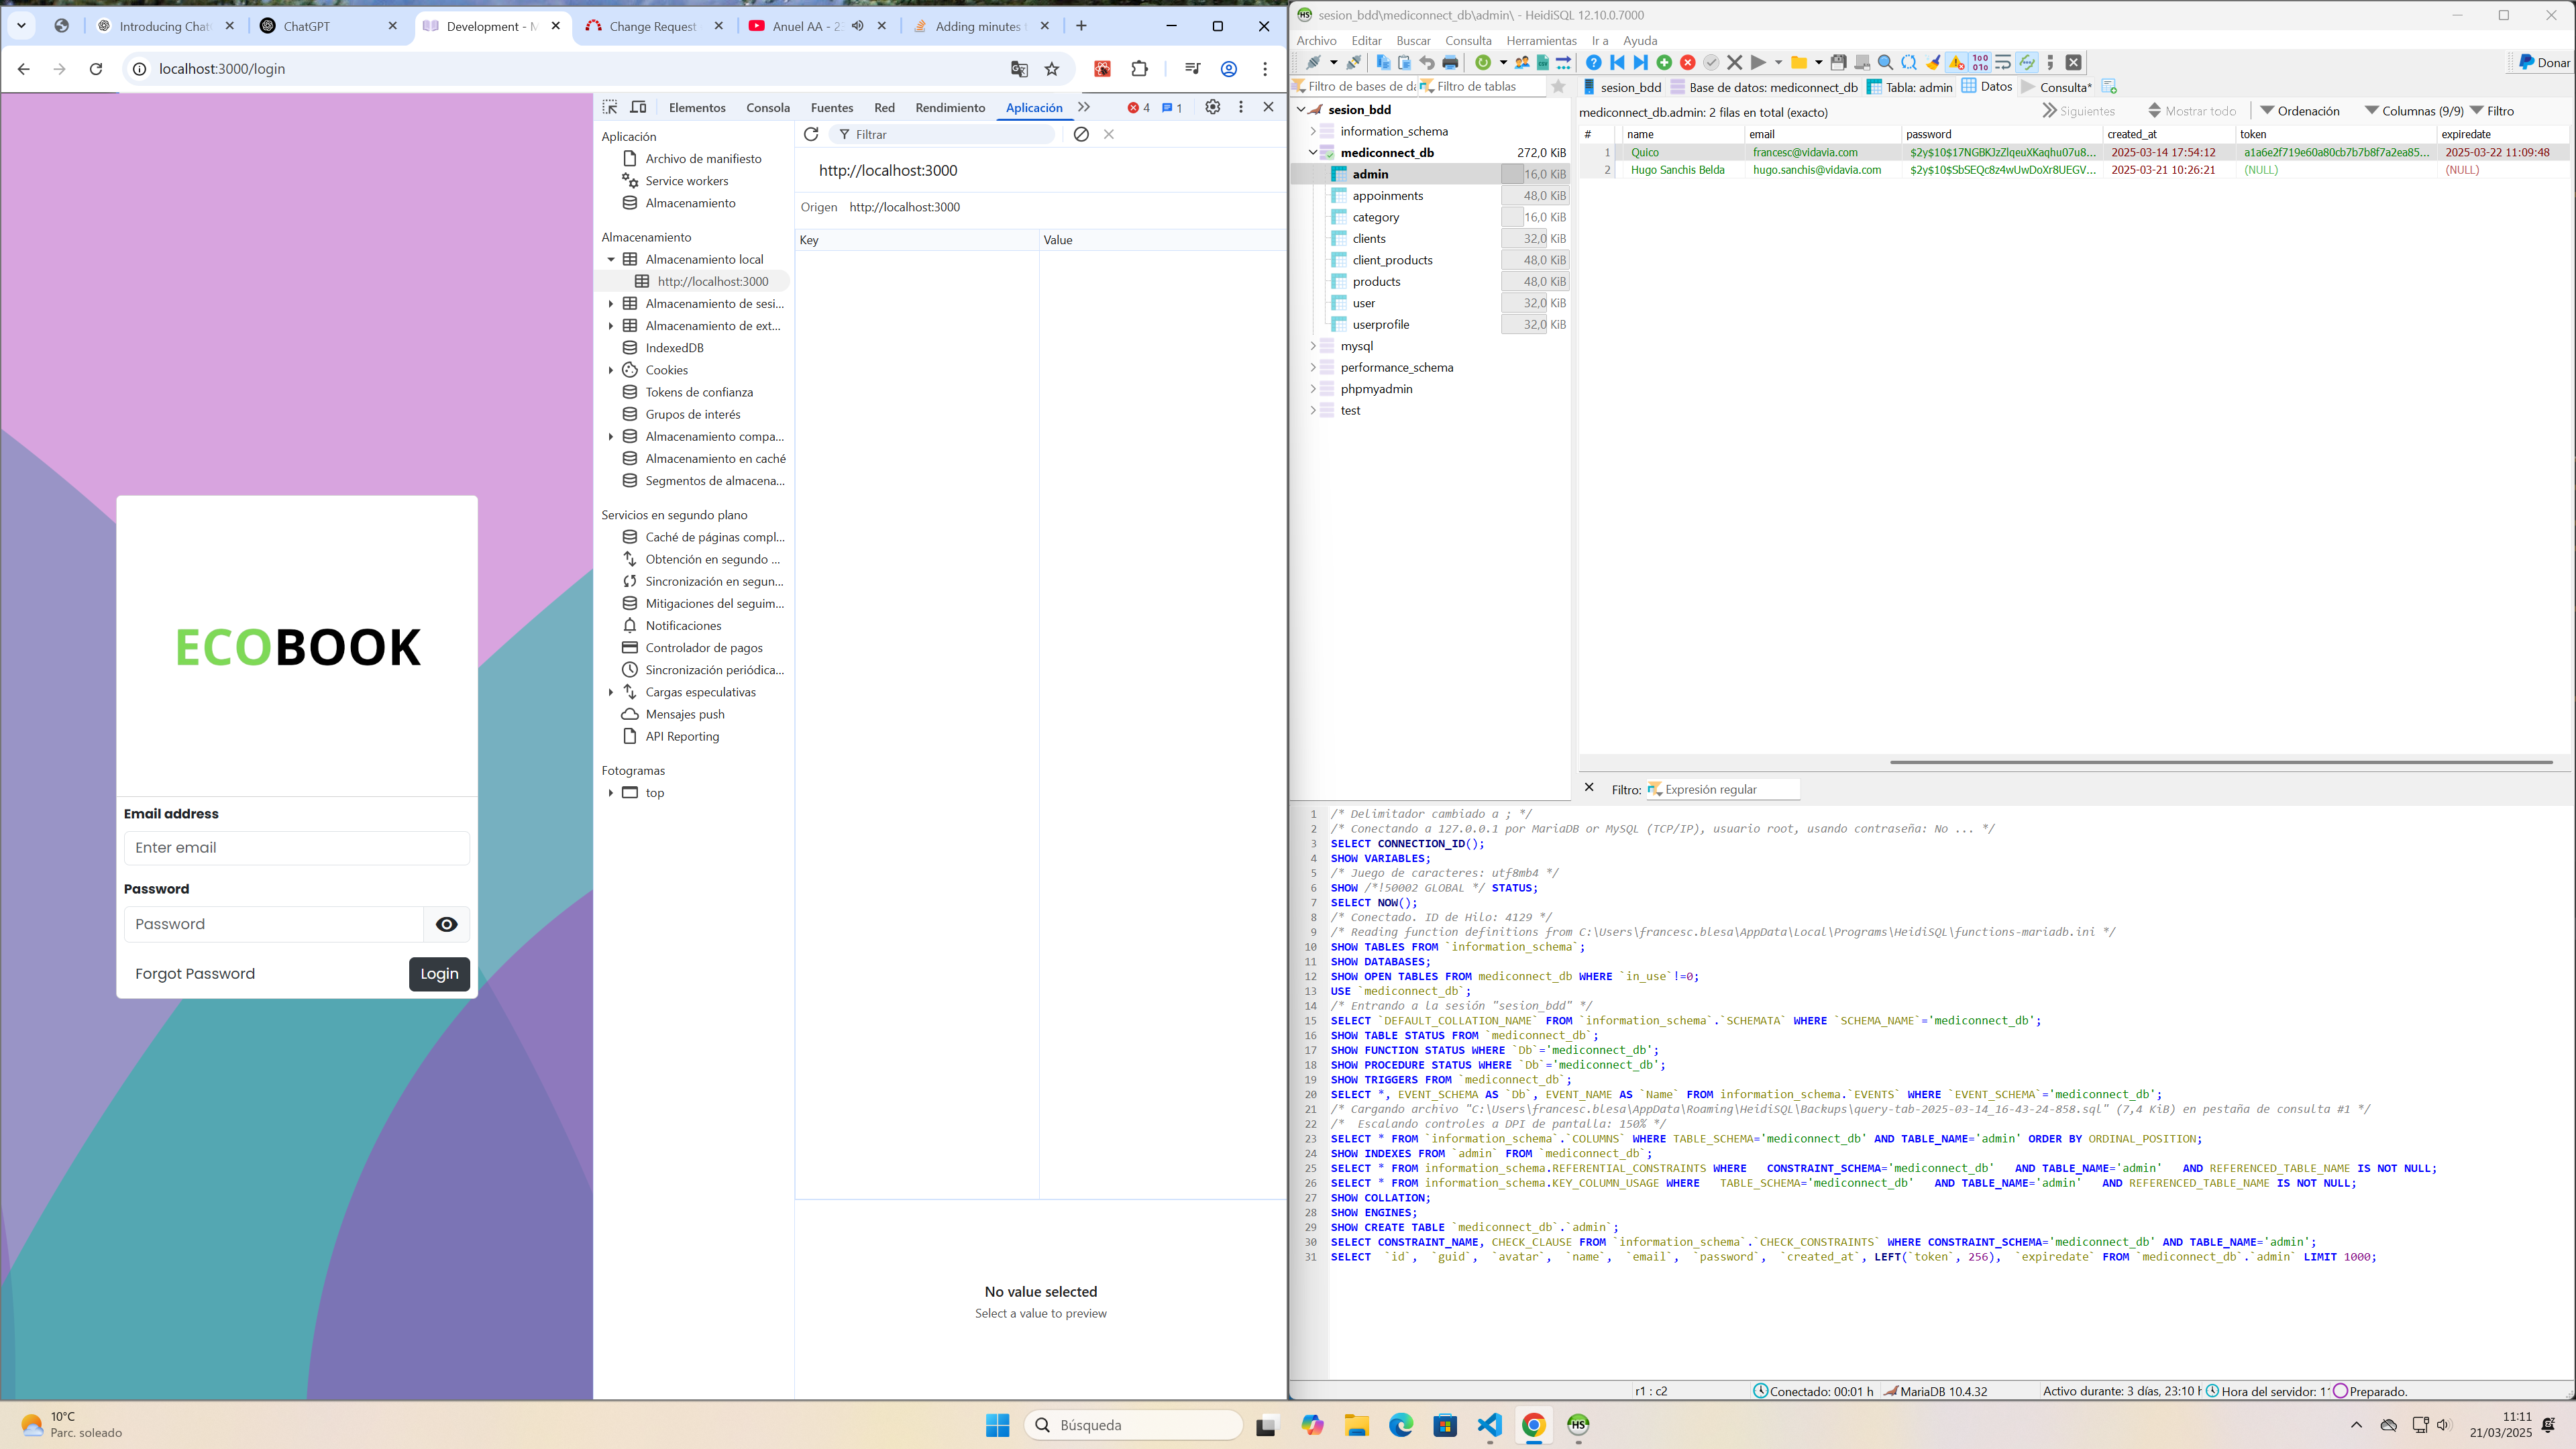 Introducing Chat
ChatGPT
Development - M
Change Request
Anuel AA - 2
Adding minutes t
localhost:3000/login
ECOBOOK
Email address
Enter email
Password
Password
Forgot Password
Login
Elementos
Consola
Fuentes
Red
Rendimiento
Aplicación
4
1
Aplicación
Archivo de manifiesto
Service workers
Almacenamiento
Almacenamiento
Almacenamiento local
http://localhost:3000
Almacenamiento de sesi...
Almacenamiento de ext...
IndexedDB
Cookies
Tokens de confianza
Grupos de interés
Almacenamiento compa...
Almacenamiento en caché
Segmentos de almacena...
Servicios en segundo plano
Caché de páginas compl...
Obtención en segundo ...
Sincronización en segun...
Mitigaciones del seguim...
Notificaciones
Controlador de pagos
Sincronización periódica...
Cargas especulativas
Mensajes push
API Reporting
Fotogramas
top
Filtrar
http://localhost:3000
Origen http://localhost:3000
Key Value
No value selected
Select a value to preview
sesion_bdd\mediconnect_db\admin\ - HeidiSQL 12.10.0.7000
Archivo Editar Buscar Consulta Herramientas Ir a Ayuda
Donar
Filtro de bases de da
Filtro de tablas
sesion_bdd
information_schema
mediconnect_db 272,0 KiB
admin 16,0 KiB
appoinments 48,0 KiB
category 16,0 KiB
clients 32,0 KiB
client_products 48,0 KiB
products 48,0 KiB
user 32,0 KiB
userprofile 32,0 KiB
mysql
performance_schema
phpmyadmin
test
sesion_bdd Base de datos: mediconnect_db Tabla: admin Datos Consulta*
mediconnect_db.admin: 2 filas en total (exacto) Siguientes Mostrar todo Ordenación Columnas (9/9) Filtro
# name email password created_at token expiredate
1 Quico francesc@vidavia.com $2y$10$17NGBKJzZlqeuXKaqhu07u8... 2025-03-14 17:54:12 a1a6e2f719e60a80cb7b7b8f7a2ea85... 2025-03-22 11:09:48
2 Hugo Sanchis Belda hugo.sanchis@vidavia.com $2y$10$SbSEQc8z4wUwDoXr8UEGV... 2025-03-21 10:26:21 (NULL) (NULL)
Filtro: Expresión regular
1 /* Delimitador cambiado a ; */
2 /* Conectando a 127.0.0.1 por MariaDB or MySQL (TCP/IP), usuario root, usando contraseña: No ... */
3 SELECT CONNECTION_ID();
4 SHOW VARIABLES;
5 /* Juego de caracteres: utf8mb4 */
6 SHOW /*!50002 GLOBAL */ STATUS;
7 SELECT NOW();
8 /* Conectado. ID de Hilo: 4129 */
9 /* Reading function definitions from C:\Users\francesc.blesa\AppData\Local\Programs\HeidiSQL\functions-mariadb.ini */
10 SHOW TABLES FROM `information_schema`;
11 SHOW DATABASES;
12 SHOW OPEN TABLES FROM mediconnect_db WHERE `in_use`!=0;
13 USE `mediconnect_db`;
14 /* Entrando a la sesión "sesion_bdd" */
15 SELECT `DEFAULT_COLLATION_NAME` FROM `information_schema`.`SCHEMATA` WHERE `SCHEMA_NAME`='mediconnect_db';
16 SHOW TABLE STATUS FROM `mediconnect_db`;
17 SHOW FUNCTION STATUS WHERE `Db`='mediconnect_db';
18 SHOW PROCEDURE STATUS WHERE `Db`='mediconnect_db';
19 SHOW TRIGGERS FROM `mediconnect_db`;
20 SELECT *, EVENT_SCHEMA AS `Db`, EVENT_NAME AS `Name` FROM information_schema.`EVENTS` WHERE `EVENT_SCHEMA`='mediconnect_db';
21 /* Cargando archivo "C:\Users\francesc.blesa\AppData\Roaming\HeidiSQL\Backups\query-tab-2025-03-14_16-43-24-858.sql" (7,4 KiB) en pestaña de consulta #1 */
22 /* Escalando controles a DPI de pantalla: 150% */
23 SELECT * FROM `information_schema`.`COLUMNS` WHERE TABLE_SCHEMA='mediconnect_db' AND TABLE_NAME='admin' ORDER BY ORDINAL_POSITION;
24 SHOW INDEXES FROM `admin` FROM `mediconnect_db`;
25 SELECT * FROM information_schema.REFERENTIAL_CONSTRAINTS WHERE CONSTRAINT_SCHEMA='mediconnect_db' AND TABLE_NAME='admin' AND REFERENCED_TABLE_NAME IS NOT NULL;
26 SELECT * FROM information_schema.KEY_COLUMN_USAGE WHERE TABLE_SCHEMA='mediconnect_db' AND TABLE_NAME='admin' AND REFERENCED_TABLE_NAME IS NOT NULL;
27 SHOW COLLATION;
28 SHOW ENGINES;
29 SHOW CREATE TABLE `mediconnect_db`.`admin`;
30 SELECT CONSTRAINT_NAME, CHECK_CLAUSE FROM `information_schema`.`CHECK_CONSTRAINTS` WHERE CONSTRAINT_SCHEMA='mediconnect_db' AND TABLE_NAME='admin';
31 SELECT `id`, `guid`, `avatar`, `name`, `email`, `password`, `created_at`, LEFT(`token`, 256), `expiredate` FROM `mediconnect_db`.`admin` LIMIT 1000;
r1 : c2 Conectado: 00:01 h MariaDB 10.4.32 Activo durante: 3 días, 23:10 h Hora del servidor: 1 Preparado.
10°C
Parc. soleado
Búsqueda
11:11
21/03/2025